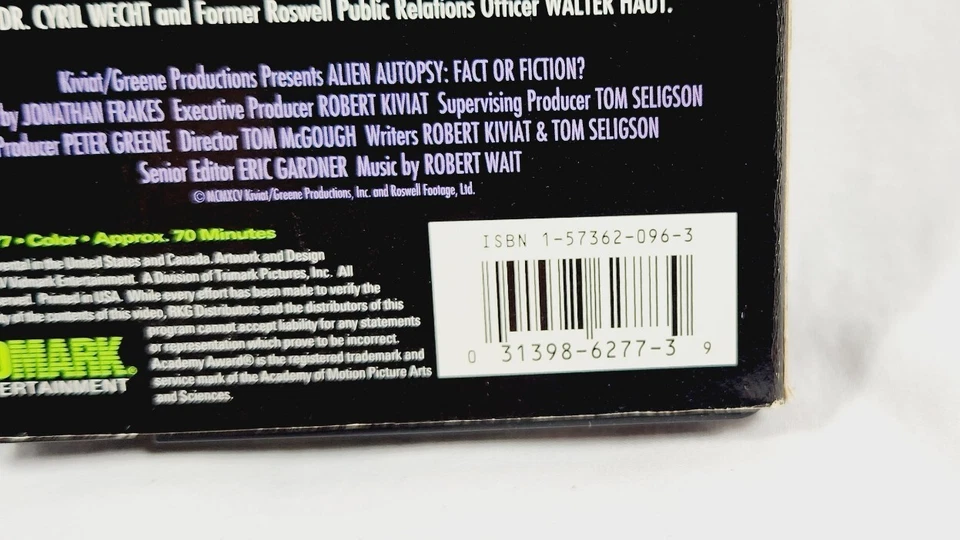 DR. CYRIL WECHT and Former Roswell Public Relations Officer WALTER HAUT.
Kiviat/Greene Productions Presents ALIEN AUTOPSY: FACT OR FICTION?
by JONATHAN FRAKES Executive Producer ROBERT KIVIAT Supervising Producer TOM SELIGSON
Producer PETER GREENE Director TOM McGOUGH Writers ROBERT KIVIAT & TOM SELIGSON
Senior Editor ERIC GARDNER Music by ROBERT WAIT
©MCMXCV Kiviat/Greene Productions, Inc. and Roswell Footage, Ltd.
7 • Color • Approx. 70 Minutes
rental in the United States and Canada. Artwork and Design
Vidmark Entertainment. A Division of Trimark Pictures, Inc. All
Printed in USA. While every effort has been made to verify the
of the contents of this video, RKG Distributors and the distributors of this
program cannot accept liability for any statements
or representation which prove to be incorrect.
Academy Award® is the registered trademark and
service mark of the Academy of Motion Picture Arts
and Sciences.
DMARK®
ERTAINMENT
ISBN 1-57362-096-3
0 31398-6277-3 9